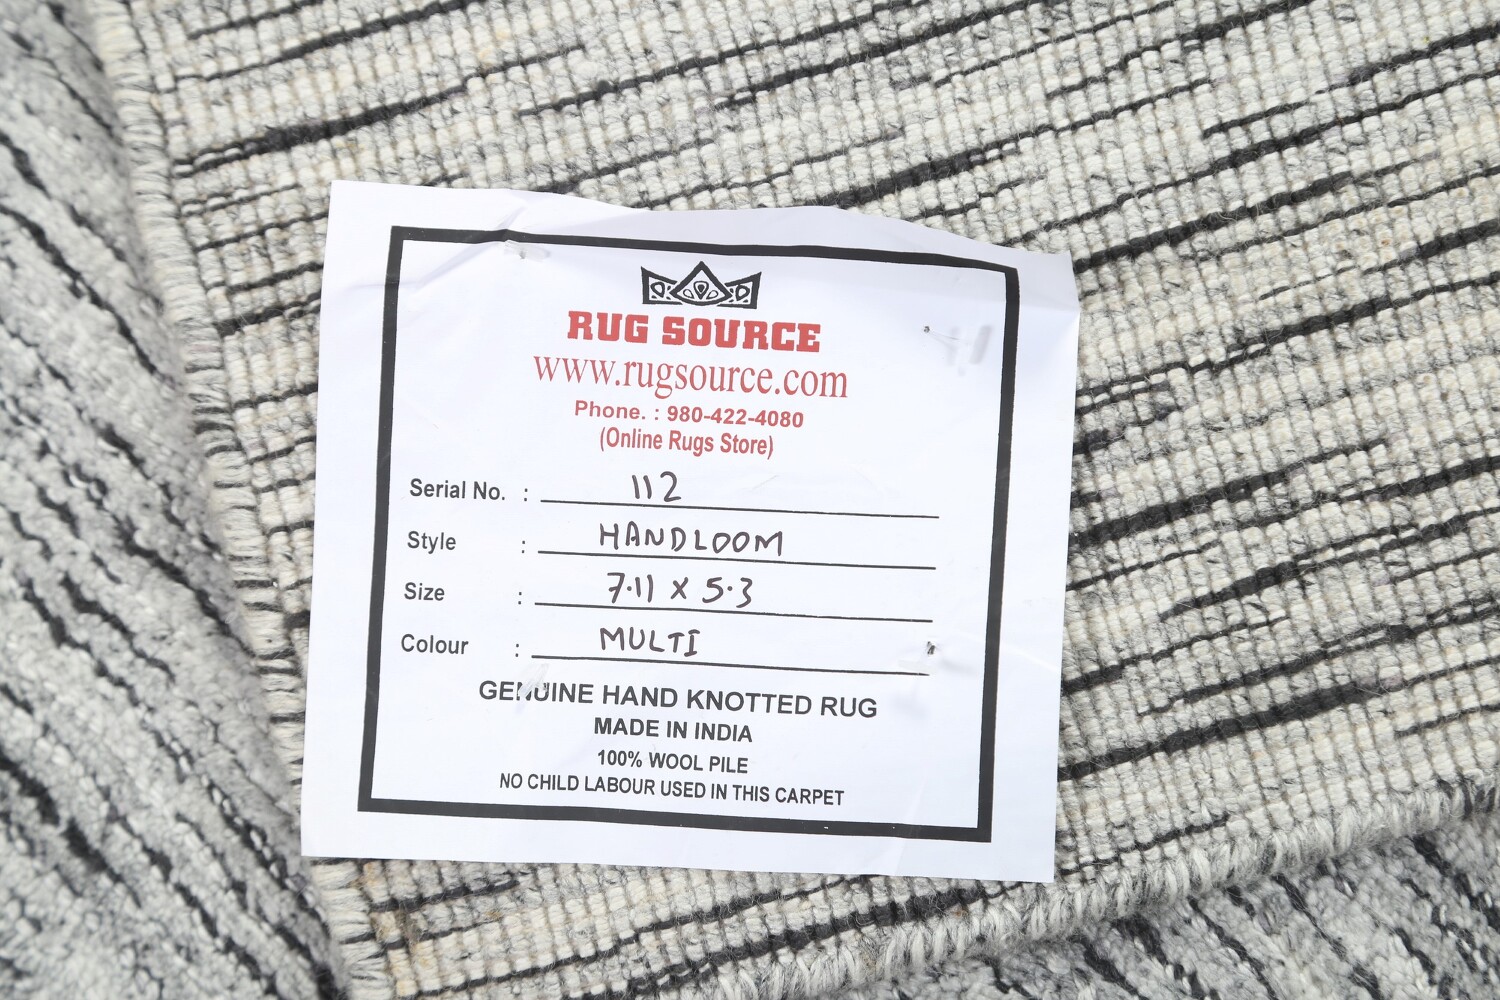 RUG SOURCE
www.rugsource.com
Phone. : 980-422-4080
(Online Rugs Store)
Serial No. : 112
Style : HANDLOOM
Size : 7.11 x 5.3
Colour : MULTI
GENUINE HAND KNOTTED RUG
MADE IN INDIA
100% WOOL PILE
NO CHILD LABOUR USED IN THIS CARPET